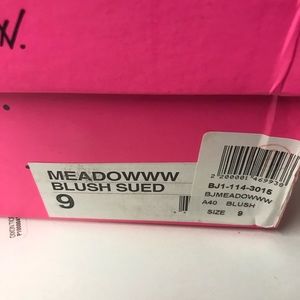 W.
MEADOWWW
BLUSH SUED
9
BJ1-114-3015
BJMEADOWWW
A40 BLUSH
SIZE 9